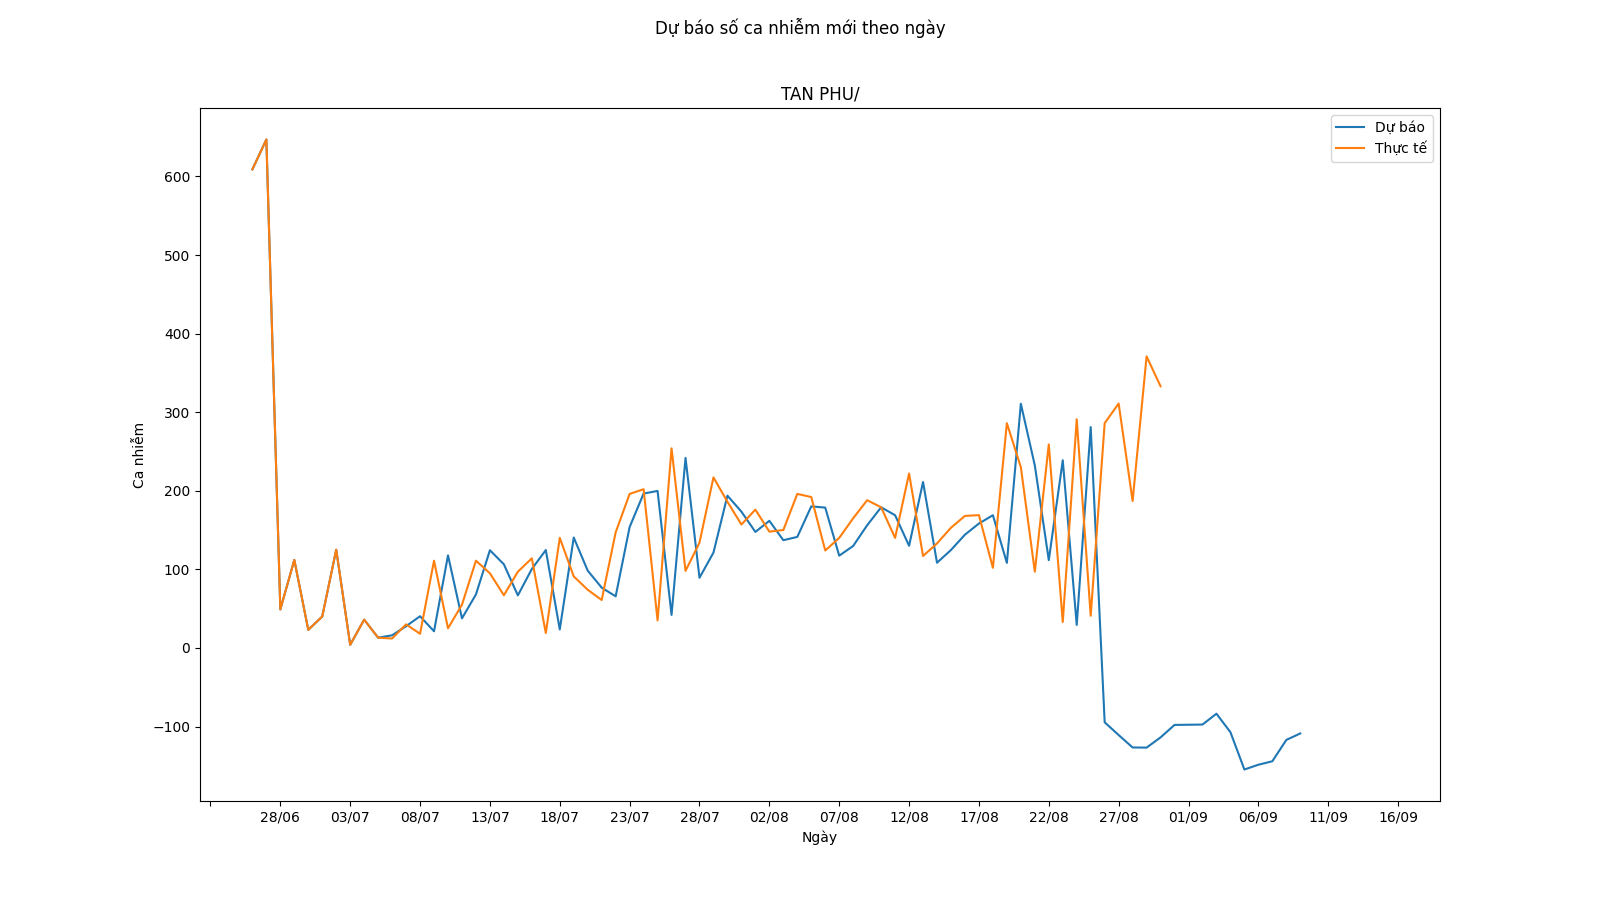 Dự báo số ca nhiễm mới theo ngày
TAN PHU/
Dự báo
Thực tế
600
500
400
300
200
100
0
−100
Ca nhiễm
28/06 03/07 08/07 13/07 18/07 23/07 28/07 02/08 07/08 12/08 17/08 22/08 27/08 01/09 06/09 11/09 16/09
Ngày